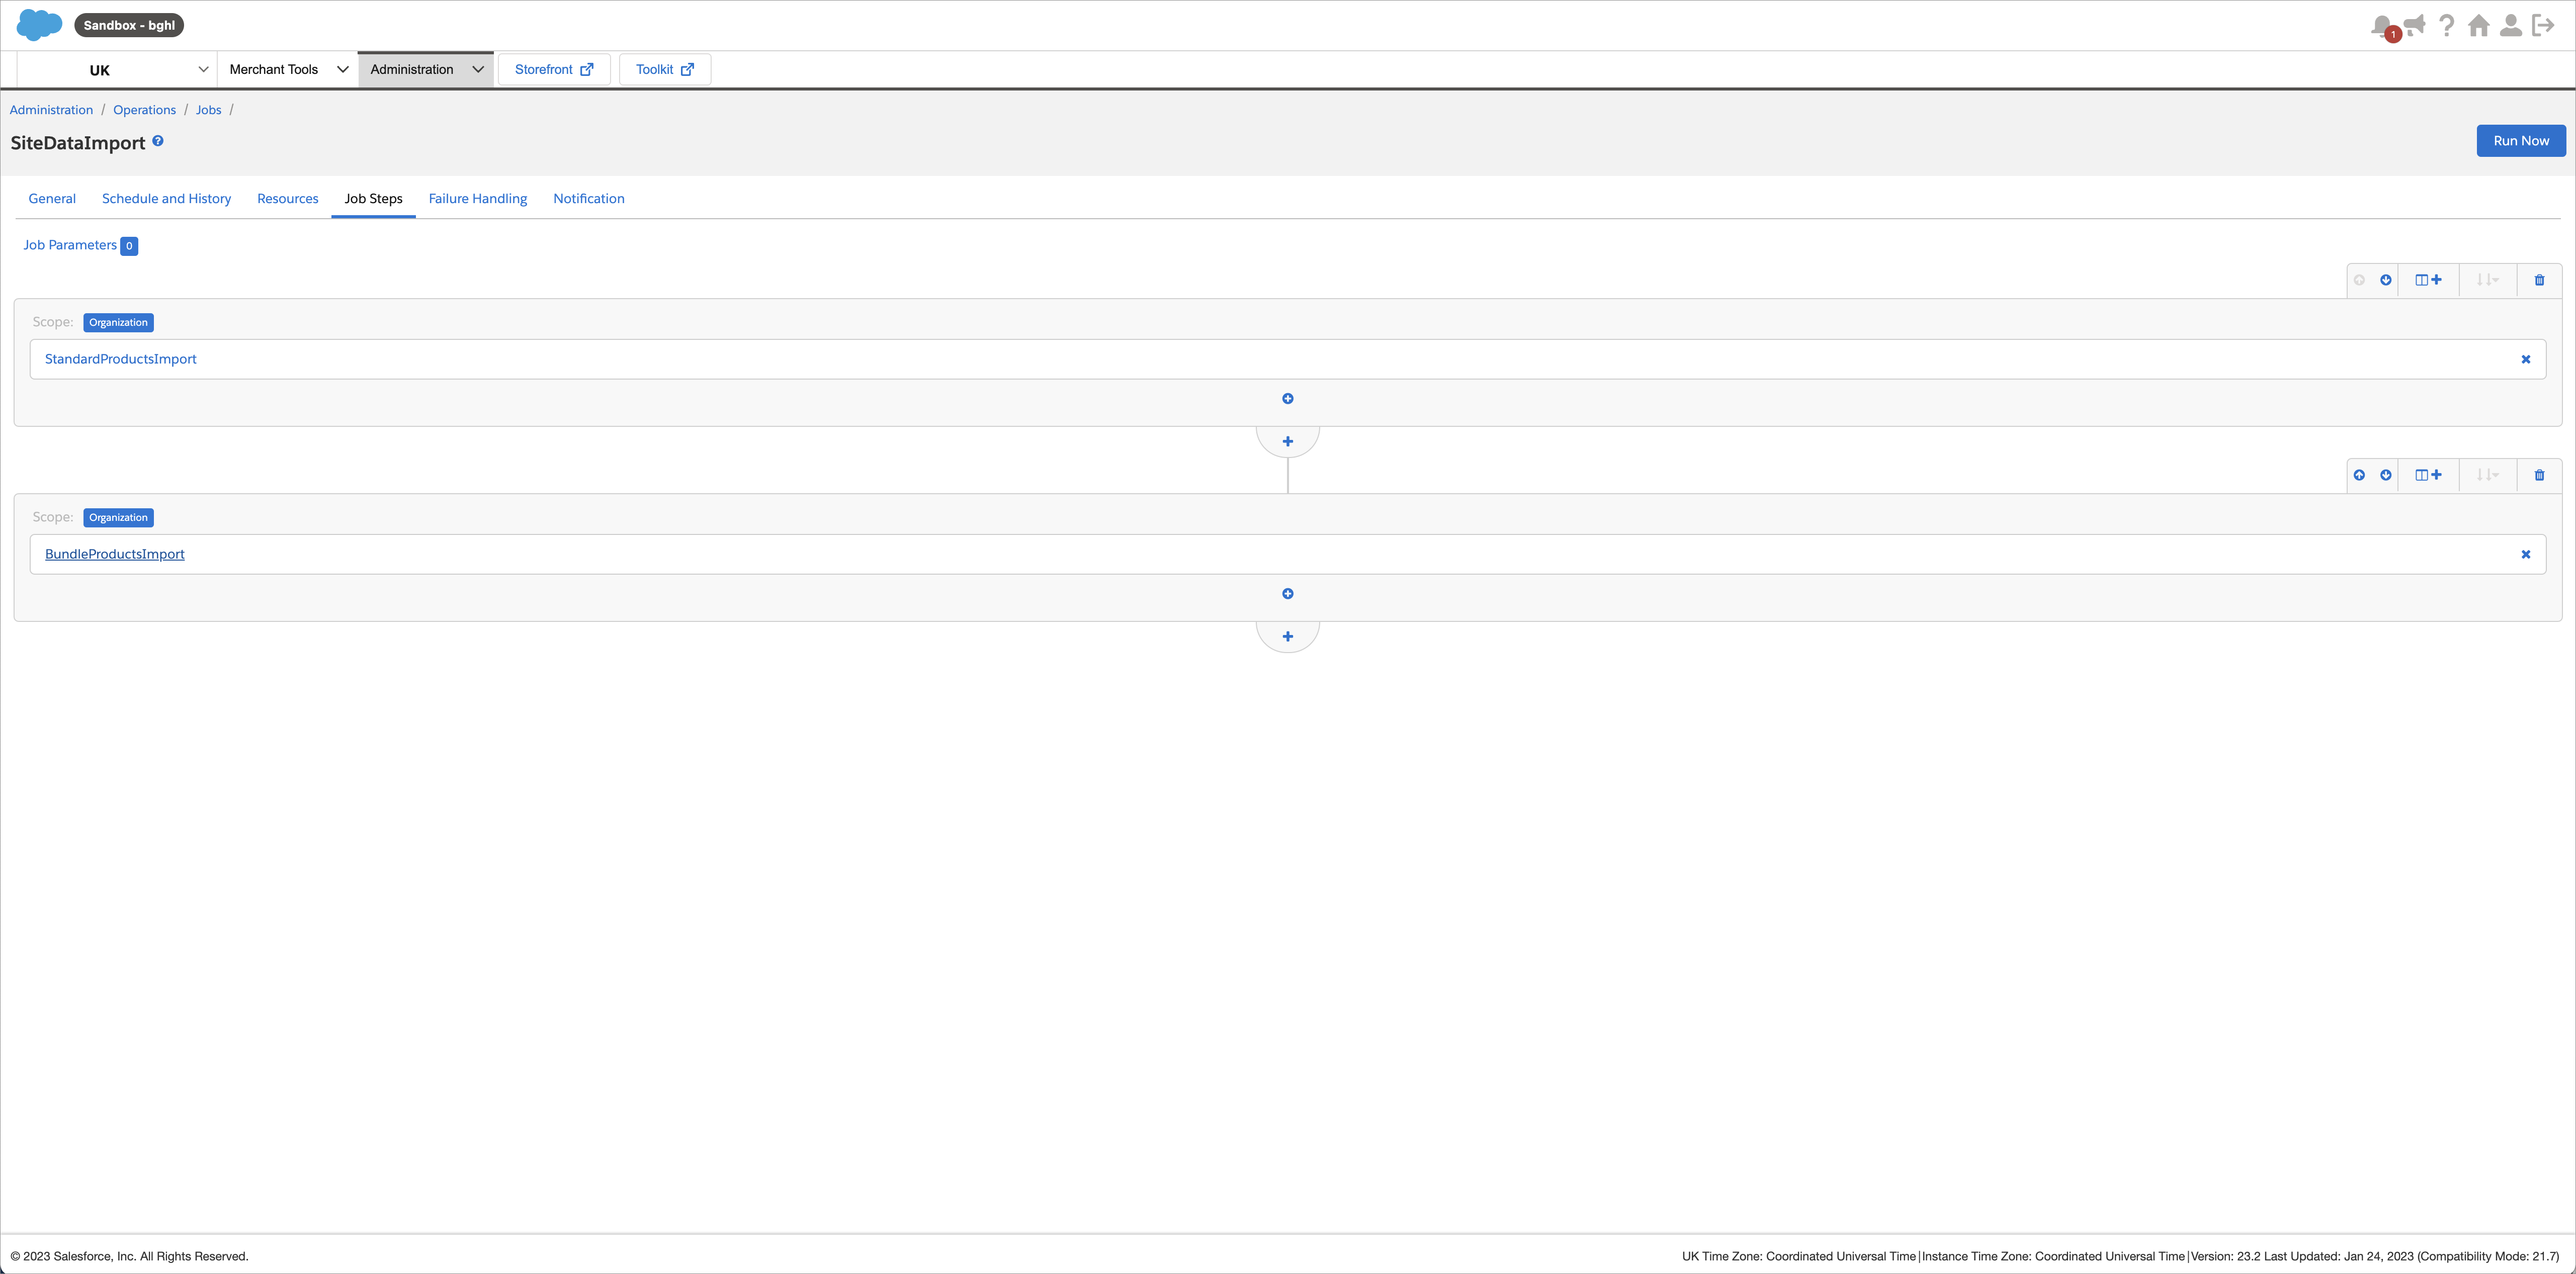 Sandbox - bghl
1
UK
Merchant Tools
Administration
Storefront
Toolkit
Administration / Operations / Jobs /
SiteDataImport ?
Run Now
General
Schedule and History
Resources
Job Steps
Failure Handling
Notification
Job Parameters 0
Scope: Organization
StandardProductsImport
Scope: Organization
BundleProductsImport
© 2023 Salesforce, Inc. All Rights Reserved.
UK Time Zone: Coordinated Universal Time|Instance Time Zone: Coordinated Universal Time|Version: 23.2 Last Updated: Jan 24, 2023 (Compatibility Mode: 21.7)